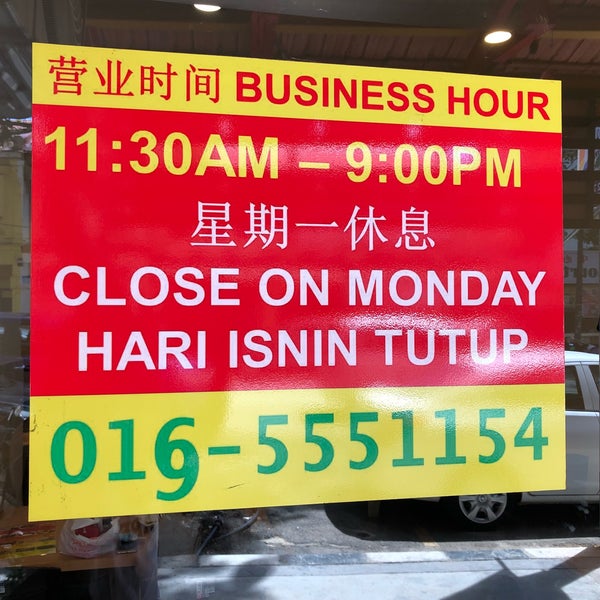 营业时间 BUSINESS HOUR
11:30AM – 9:00PM
星期一休息
CLOSE ON MONDAY
HARI ISNIN TUTUP
016-5551154